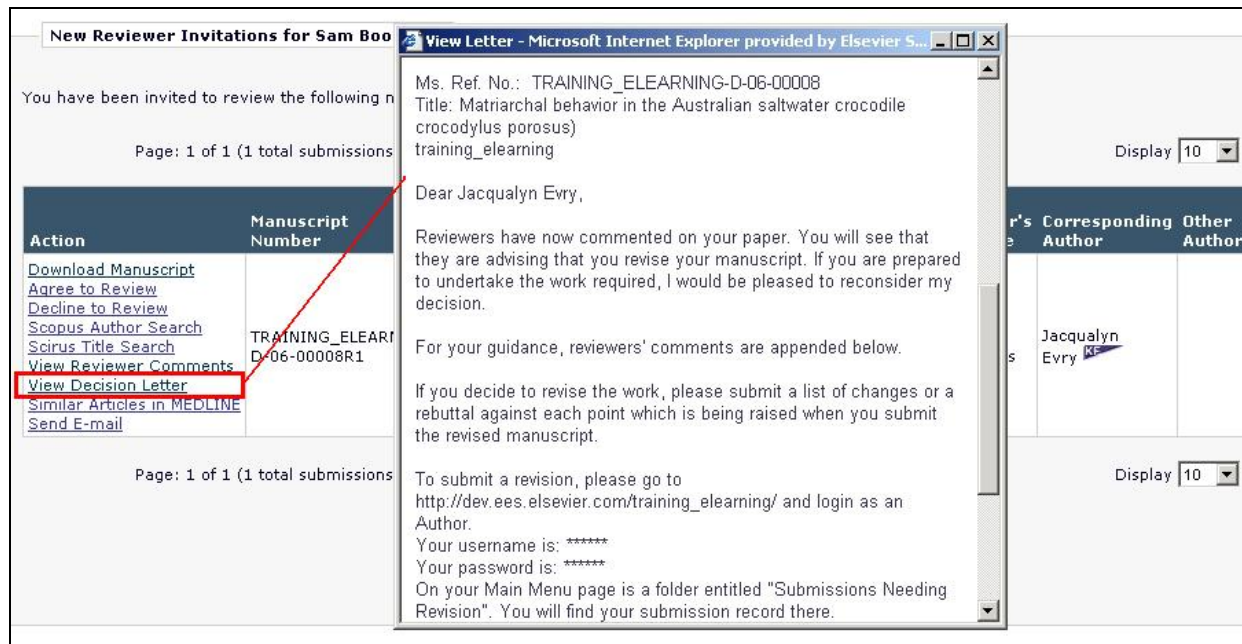 New Reviewer Invitations for Sam Boo
You have been invited to review the following n
Page: 1 of 1 (1 total submissions
Display 10
Action
Manuscript
Number
r's
e
Corresponding
Author
Other
Author
Download Manuscript
Agree to Review
Decline to Review
Scopus Author Search
Scirus Title Search
View Reviewer Comments
View Decision Letter
Similar Articles in MEDLINE
Send E-mail
TRAINING_ELEARN
D-06-00008R1
s
Jacqualyn
Evry KF
Page: 1 of 1 (1 total submissions
Display 10
View Letter - Microsoft Internet Explorer provided by Elsevier S...
Ms. Ref. No.: TRAINING_ELEARNING-D-06-00008
Title: Matriarchal behavior in the Australian saltwater crocodile
crocodylus porosus)
training_elearning
Dear Jacqualyn Evry,
Reviewers have now commented on your paper. You will see that
they are advising that you revise your manuscript. If you are prepared
to undertake the work required, I would be pleased to reconsider my
decision.
For your guidance, reviewers' comments are appended below.
If you decide to revise the work, please submit a list of changes or a
rebuttal against each point which is being raised when you submit
the revised manuscript.
To submit a revision, please go to
http://dev.ees.elsevier.com/training_elearning/ and login as an
Author.
Your username is: ******
Your password is: ******
On your Main Menu page is a folder entitled "Submissions Needing
Revision". You will find your submission record there.